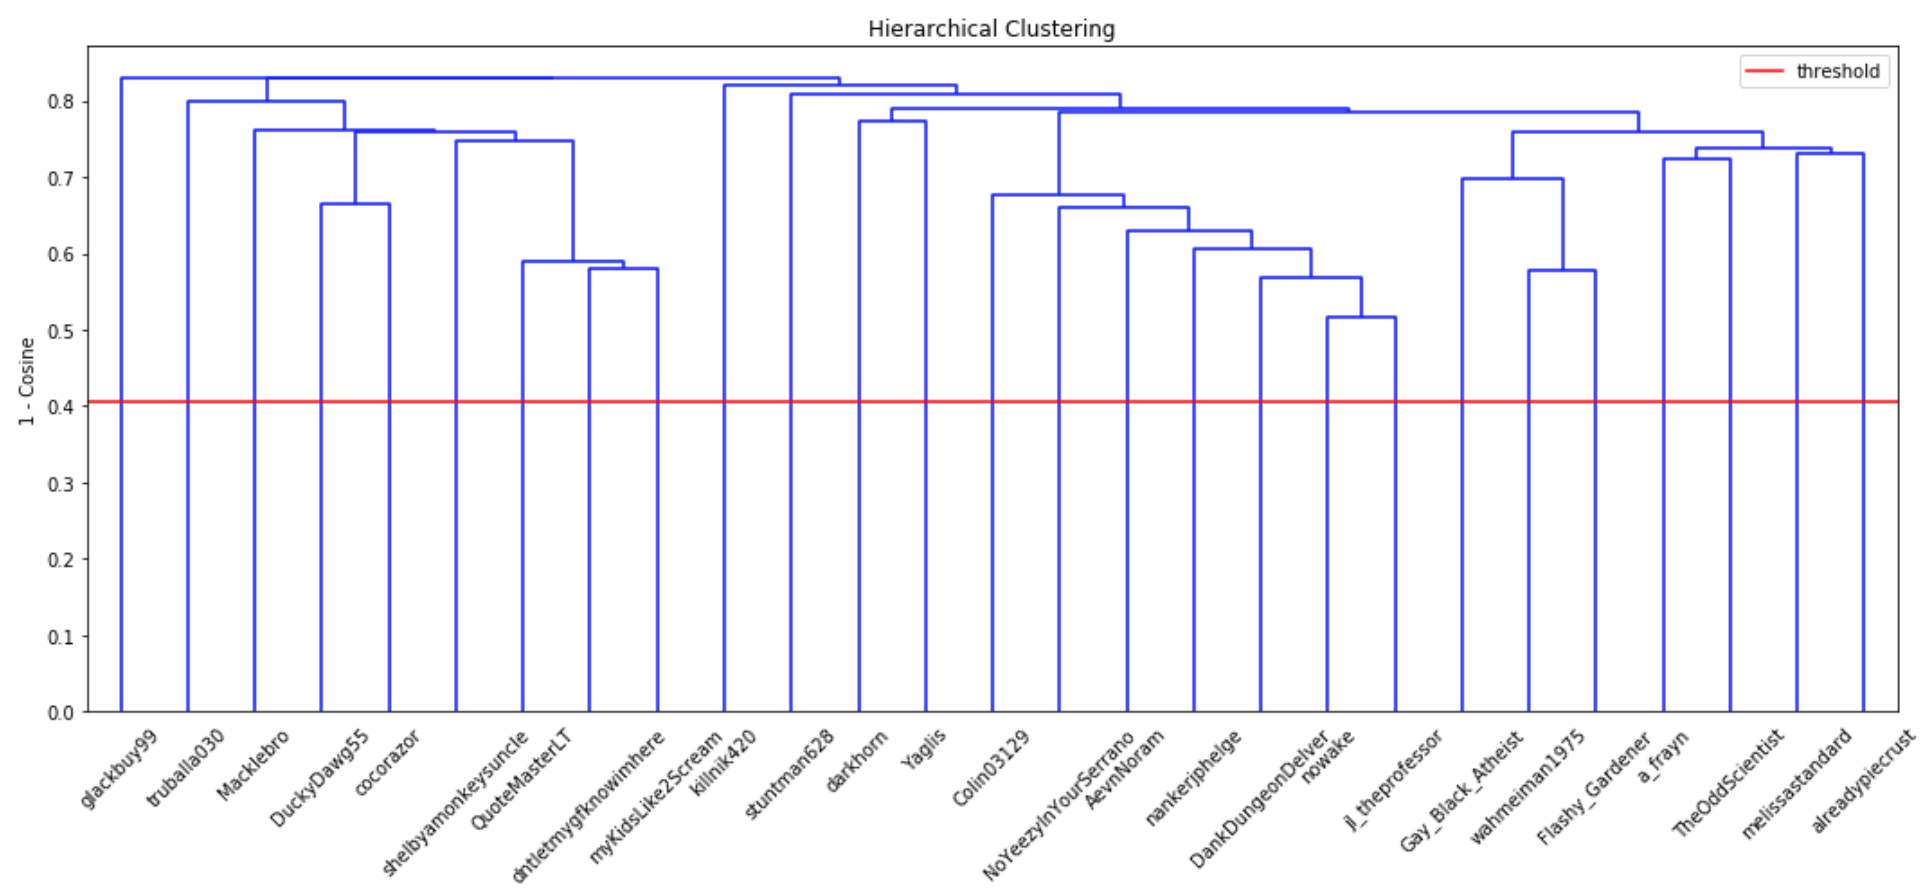 Hierarchical Clustering
threshold
1 - Cosine
0.8
0.7
0.6
0.5
0.4
0.3
0.2
0.1
0.0
glackbuy99
truballa030
Macklebro
DuckyDawg55
cocorazor
shelbyamonkeysuncle
QuoteMasterLT
dntletmygfknowimhere
myKidsLike2Scream
killnik420
stuntman628
darkhorn
Yaglis
Colin03129
NoYeezyInYourSerrano
AevnNoram
nankeriphelge
DankDungeonDelver
nowake
jl_theprofessor
Gay_Black_Atheist
wahmeiman1975
Flashy_Gardener
a_frayn
TheOddScientist
melissastandard
alreadypiecrust